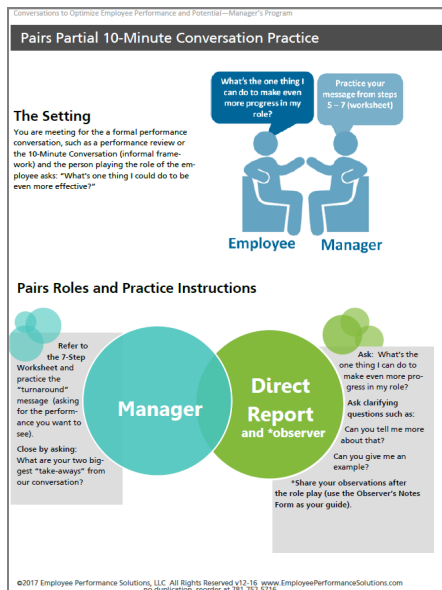 Conversations to Optimize Employee Performance and Potential—Manager's Program
Pairs Partial 10-Minute Conversation Practice
The Setting
You are meeting for the a formal performance
conversation, such as a performance review or
the 10-Minute Conversation (informal frame-
work) and the person playing the role of the em-
ployee asks: “What's one thing I could do to be
even more effective?”
What's the one thing I
can do to make even
more progress in my
role?
Practice your
message from steps
5 – 7 (worksheet)
Employee
Manager
Pairs Roles and Practice Instructions
Refer to
the 7-Step
Worksheet and
practice the
“turnaround”
message (asking
for the perform-
ance you want to
see).
Close by asking:
What are your two big-
gest “take-aways” from
our conversation?
Manager
Direct
Report
and *observer
Ask: What's the
one thing I can do to
make even more pro-
gress in my role?
Ask clarifying
questions such as:
Can you tell me more
about that?
Can you give me an
example?
*Share your observations after
the role play (use the Observer's Notes
Form as your guide).
©2017 Employee Performance Solutions, LLC All Rights Reserved v12-16 www.EmployeePerformanceSolutions.com
no duplication, reorder at 781-752-5716